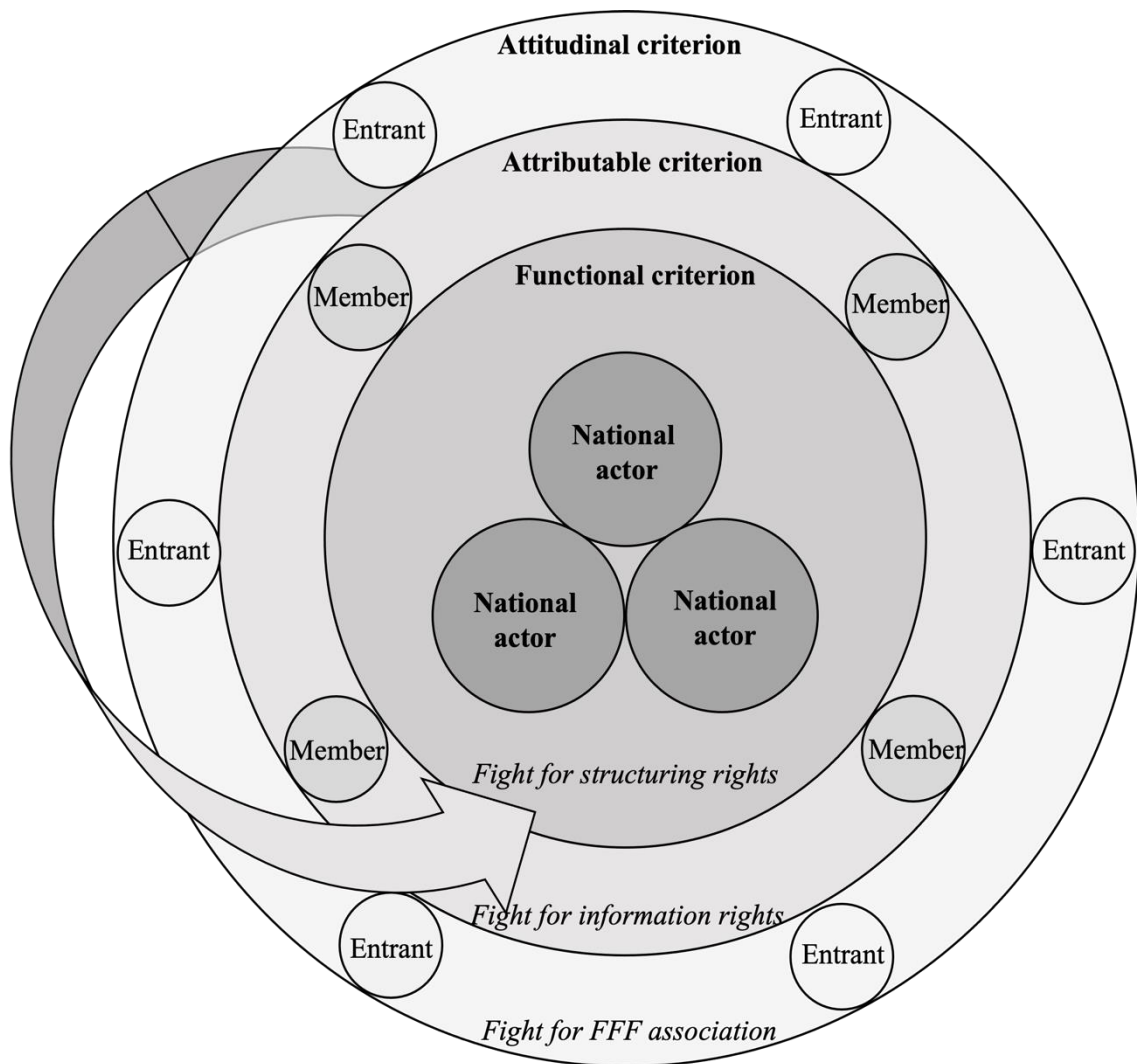 Attitudinal criterion
Entrant
Entrant
Attributable criterion
Member
Functional criterion
Member
National
actor
Entrant
National
actor
National
actor
Entrant
Member
Fight for structuring rights
Member
Fight for information rights
Entrant
Entrant
Fight for FFF association